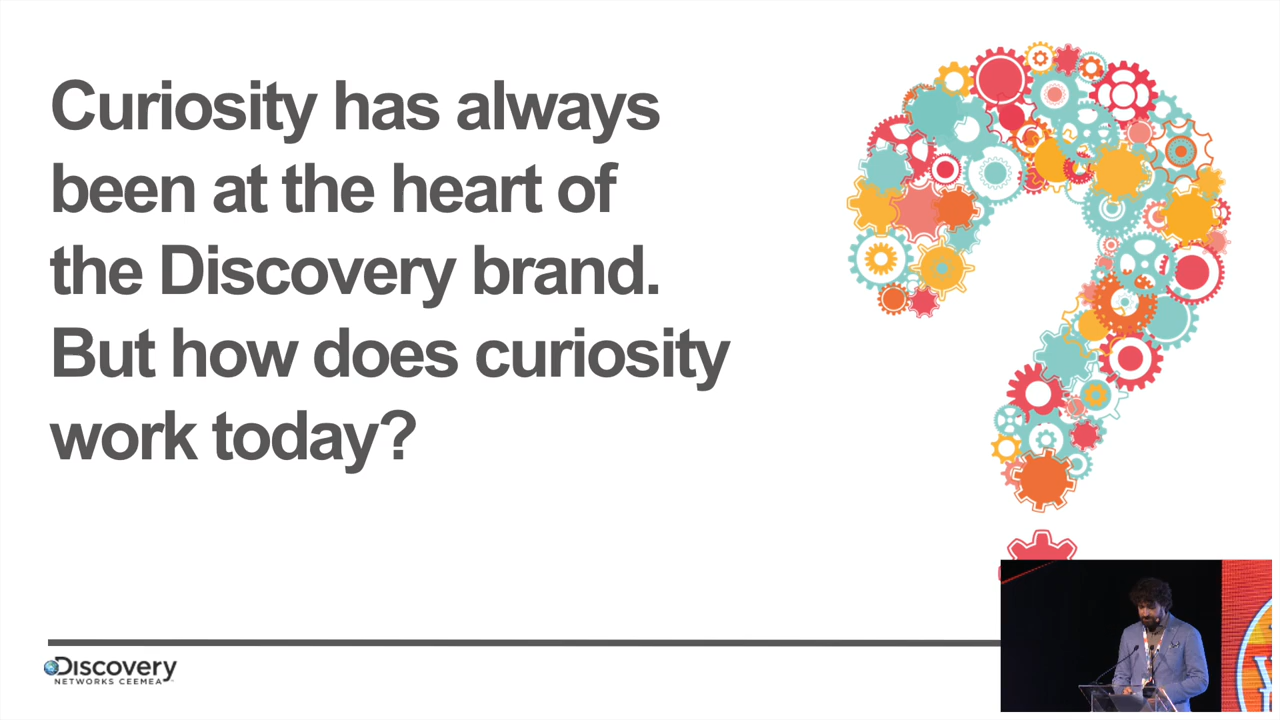 Curiosity has always
been at the heart of
the Discovery brand.
But how does curiosity
work today?
Discovery
NETWORKS CEEMEA